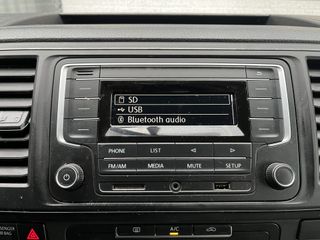 SD
USB
Bluetooth audio
PHONE LIST
FM/AM MEDIA MUTE SETUP
A/C